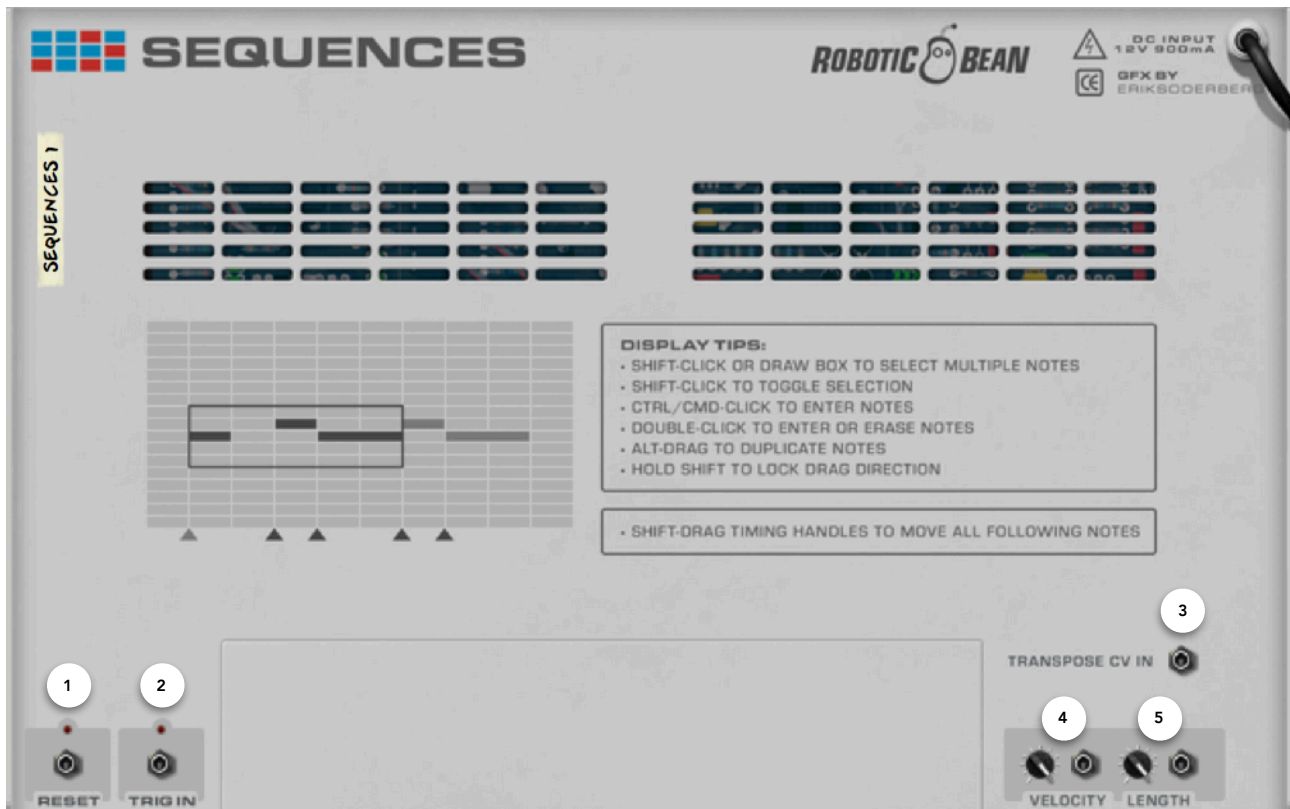 SEQUENCES
ROBOTIC BEAN
DC INPUT
12V 900mA
CE
GFX BY
ERIKSODERBERG
SEQUENCES 1
DISPLAY TIPS:
• SHIFT-CLICK OR DRAW BOX TO SELECT MULTIPLE NOTES
• SHIFT-CLICK TO TOGGLE SELECTION
• CTRL/CMD-CLICK TO ENTER NOTES
• DOUBLE-CLICK TO ENTER OR ERASE NOTES
• ALT-DRAG TO DUPLICATE NOTES
• HOLD SHIFT TO LOCK DRAG DIRECTION
• SHIFT-DRAG TIMING HANDLES TO MOVE ALL FOLLOWING NOTES
3
TRANSPOSE CV IN
1
2
4
5
RESET
TRIG IN
VELOCITY
LENGTH